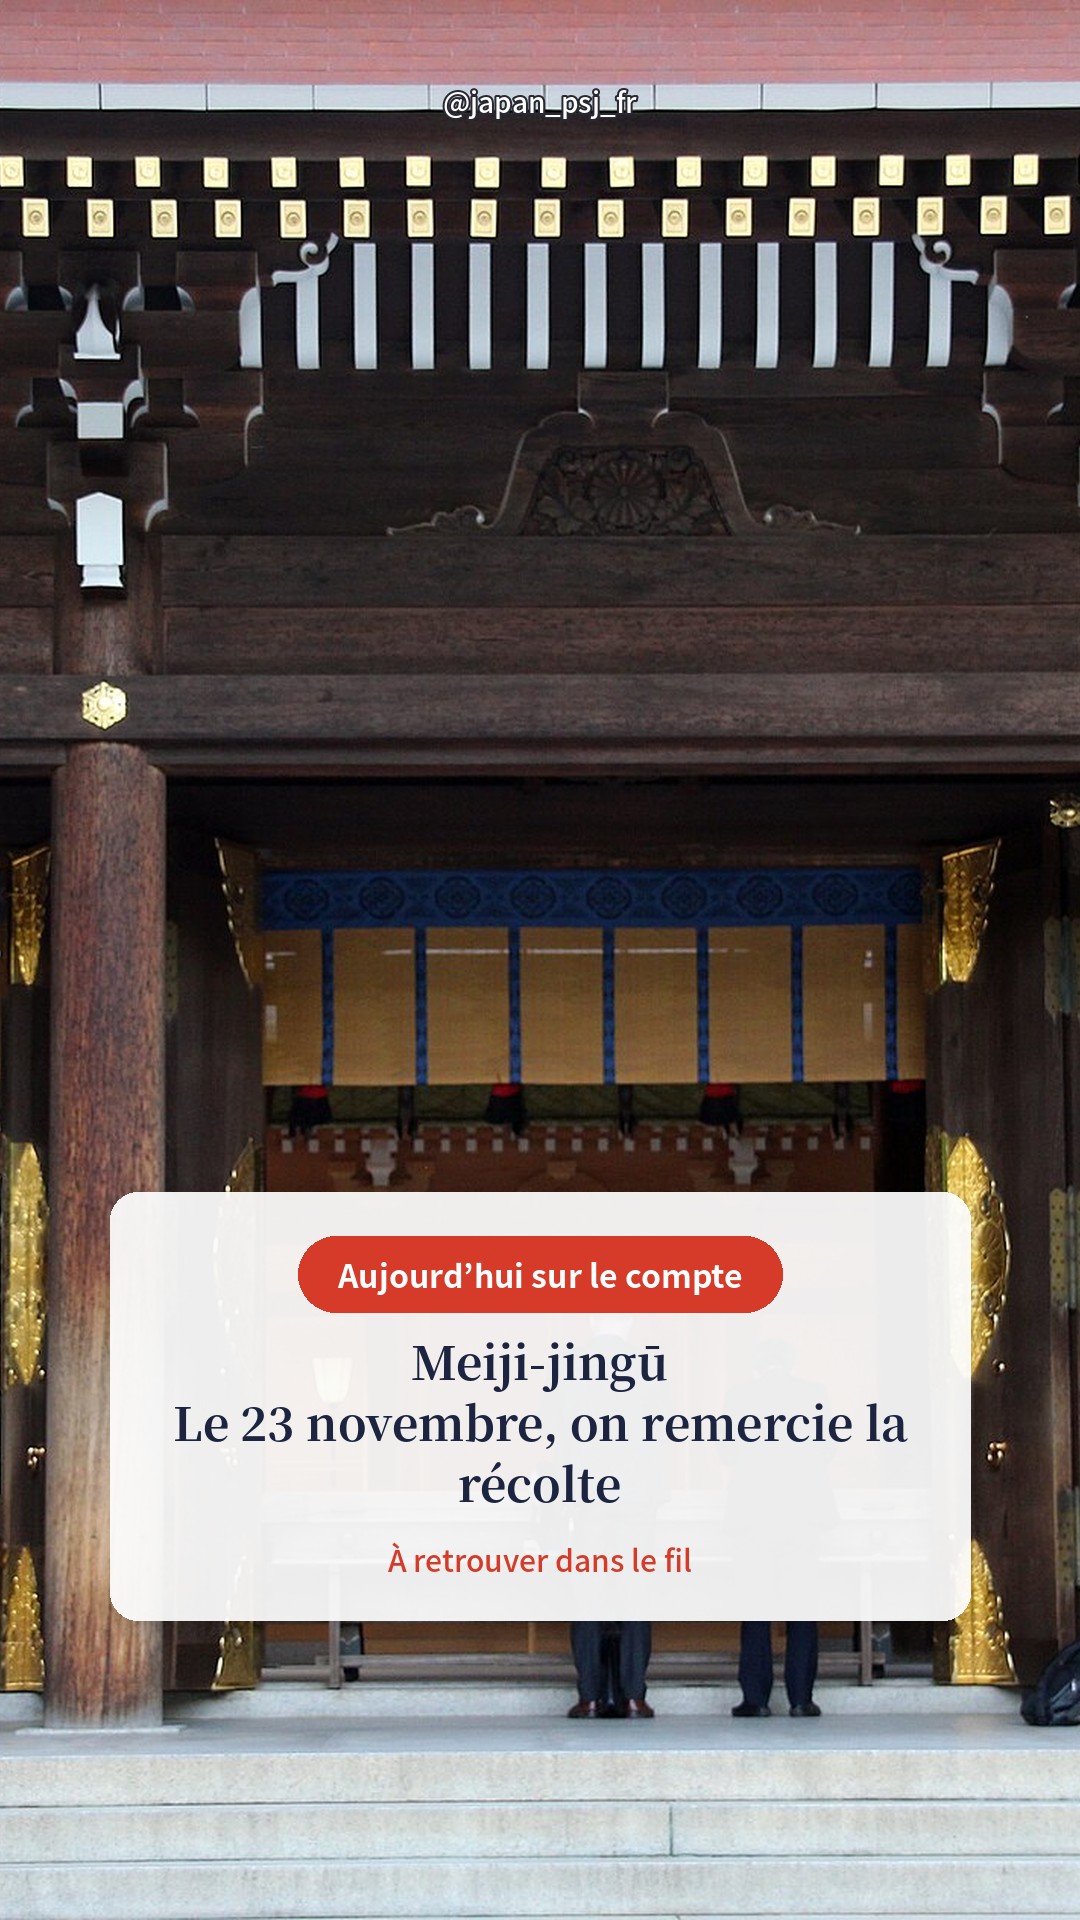 @japan_psj_fr
Aujourd’hui sur le compte
Meiji-jingū
Le 23 novembre, on remercie la
récolte
À retrouver dans le fil